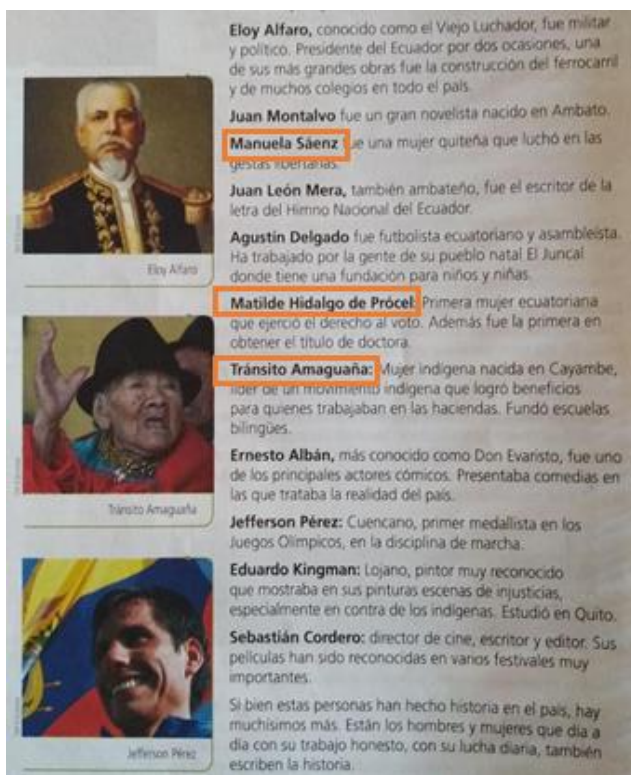 Eloy Alfaro, conocido como el Viejo Luchador, fue militar
y político. Presidente del Ecuador por dos ocasiones, una
de sus más grandes obras fue la construcción del ferrocarril
y de muchos colegios en todo el país.
Juan Montalvo fue un gran novelista nacido en Ambato.
Manuela Sáenz fue una mujer quiteña que luchó en las
gestas libertarias.
Juan León Mera, también ambateño, fue el escritor de la
letra del Himno Nacional del Ecuador.
Agustín Delgado fue futbolista ecuatoriano y asambleísta.
Ha trabajado por la gente de su pueblo natal El Juncal
donde tiene una fundación para niños y niñas.
Eloy Alfaro
Matilde Hidalgo de Prócel: Primera mujer ecuatoriana
que ejerció el derecho al voto. Además fue la primera en
obtener el título de doctora.
Tránsito Amaguaña: Mujer indígena nacida en Cayambe,
líder de un movimiento indígena que logró beneficios
para quienes trabajaban en las haciendas. Fundó escuelas
bilingües.
Ernesto Albán, más conocido como Don Evaristo, fue uno
de los principales actores cómicos. Presentaba comedias en
las que trataba la realidad del país.
Tránsito Amaguaña
Jefferson Pérez: Cuencano, primer medallista en los
Juegos Olímpicos, en la disciplina de marcha.
Eduardo Kingman: Lojano, pintor muy reconocido
que mostraba en sus pinturas escenas de injusticias,
especialmente en contra de los indígenas. Estudió en Quito.
Sebastián Cordero: director de cine, escritor y editor. Sus
películas han sido reconocidas en varios festivales muy
importantes.
Si bien estas personas han hecho historia en el país, hay
muchísimos más. Están los hombres y mujeres que día a
día con su trabajo honesto, con su lucha diaria, también
escriben la historia.
Jefferson Pérez